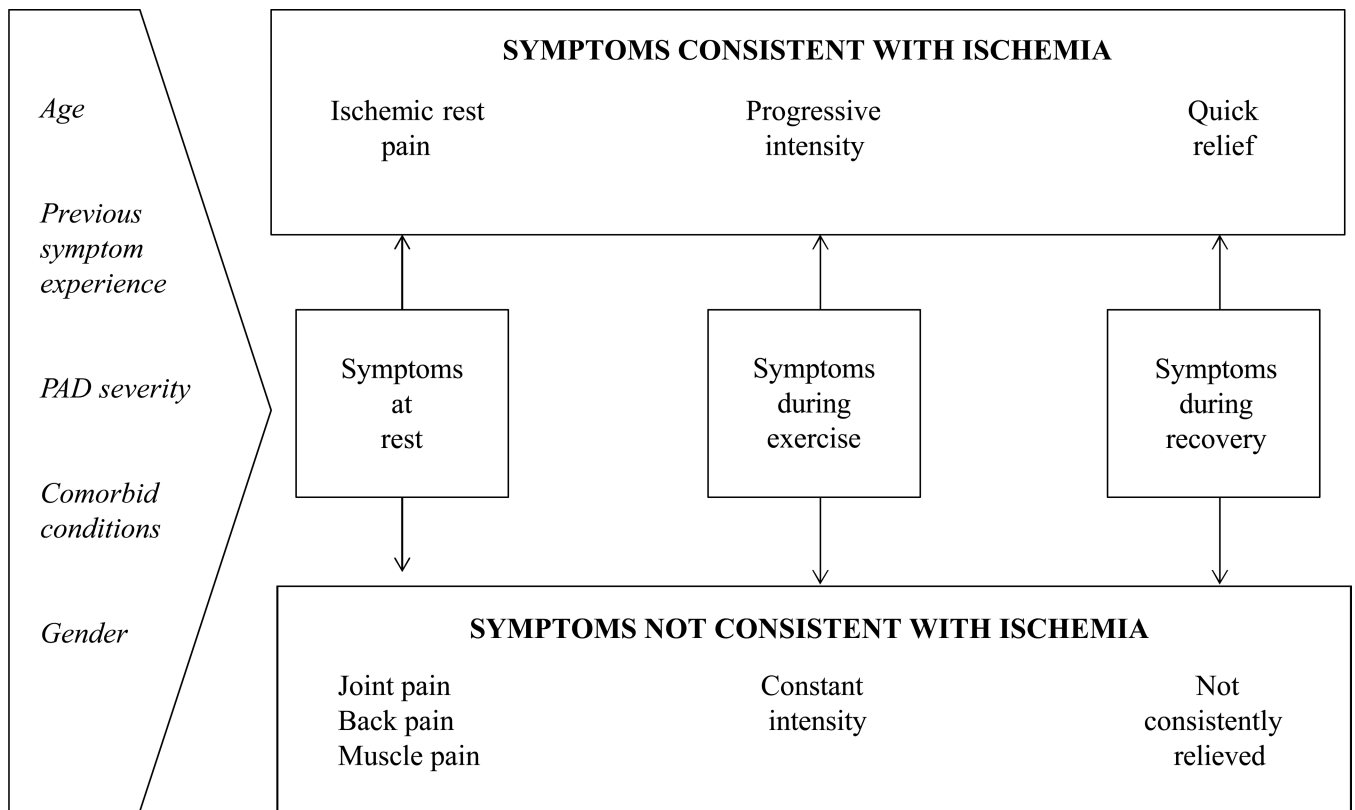 Age
Previous
symptom
experience
PAD severity
Comorbid
conditions
Gender
SYMPTOMS CONSISTENT WITH ISCHEMIA
Ischemic rest
pain
Progressive
intensity
Quick
relief
Symptoms
at
rest
Symptoms
during
exercise
Symptoms
during
recovery
SYMPTOMS NOT CONSISTENT WITH ISCHEMIA
Joint pain
Back pain
Muscle pain
Constant
intensity
Not
consistently
relieved